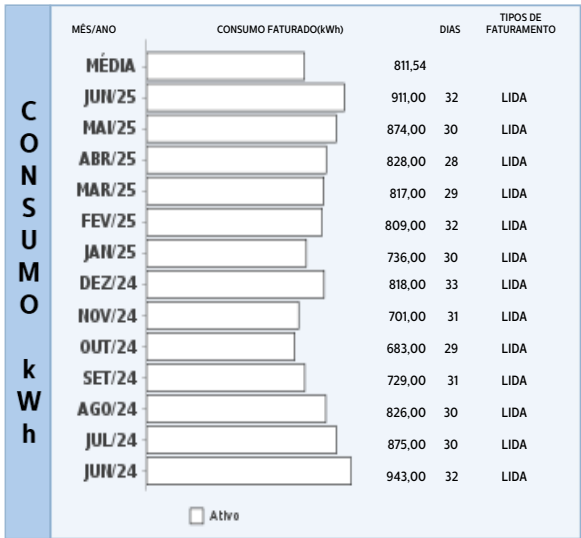 CONSUMO kWh
MÊS/ANO CONSUMO FATURADO(kWh) DIAS TIPOS DE FATURAMENTO
MÉDIA 811,54
JUN/25 911,00 32 LIDA
MAI/25 874,00 30 LIDA
ABR/25 828,00 28 LIDA
MAR/25 817,00 29 LIDA
FEV/25 809,00 32 LIDA
JAN/25 736,00 30 LIDA
DEZ/24 818,00 33 LIDA
NOV/24 701,00 31 LIDA
OUT/24 683,00 29 LIDA
SET/24 729,00 31 LIDA
AGO/24 826,00 30 LIDA
JUL/24 875,00 30 LIDA
JUN/24 943,00 32 LIDA
Ativo